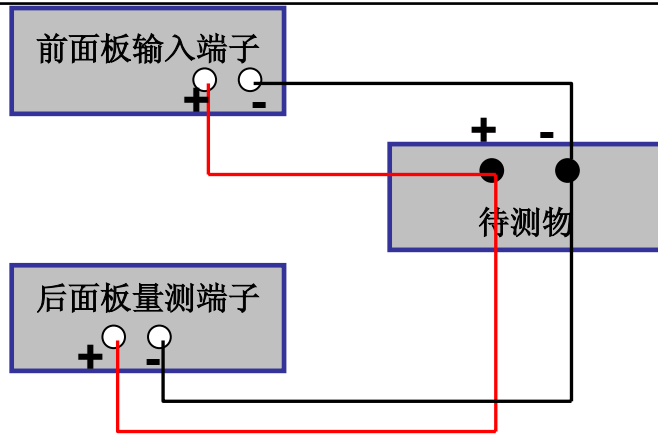 前面板输入端子
+ -
+ -
待测物
后面板量测端子
+ -